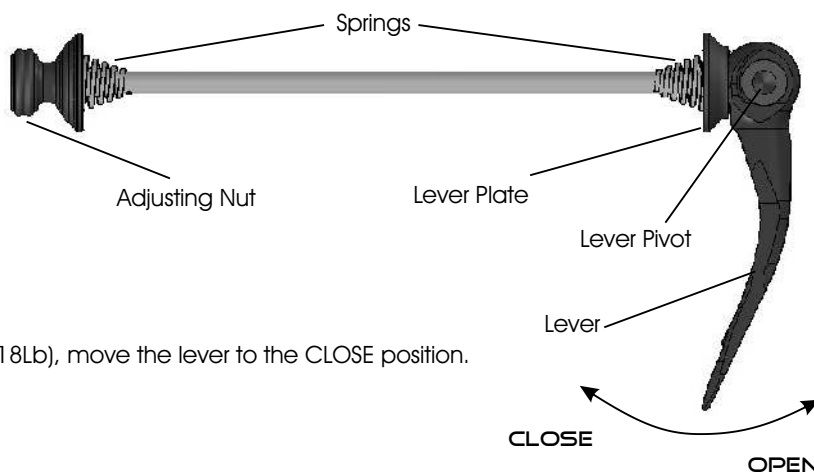 Springs
Adjusting Nut
Lever Plate
Lever Pivot
Lever
18Lb), move the lever to the CLOSE position.
CLOSE
OPEN